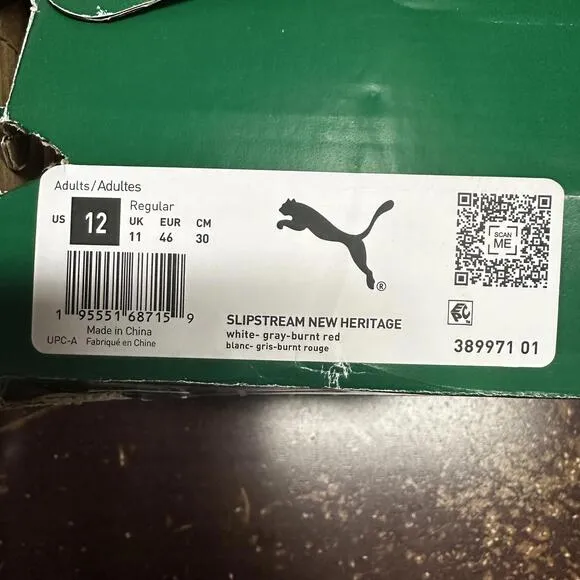 Adults/Adultes
Regular
US 12 UK EUR CM
11 46 30
1 95551 68715 9
Made in China
UPC-A Fabriqué en Chine
®
SLIPSTREAM NEW HERITAGE
white- gray-burnt red
blanc- gris-burnt rouge
SCAN
ME
389971 01